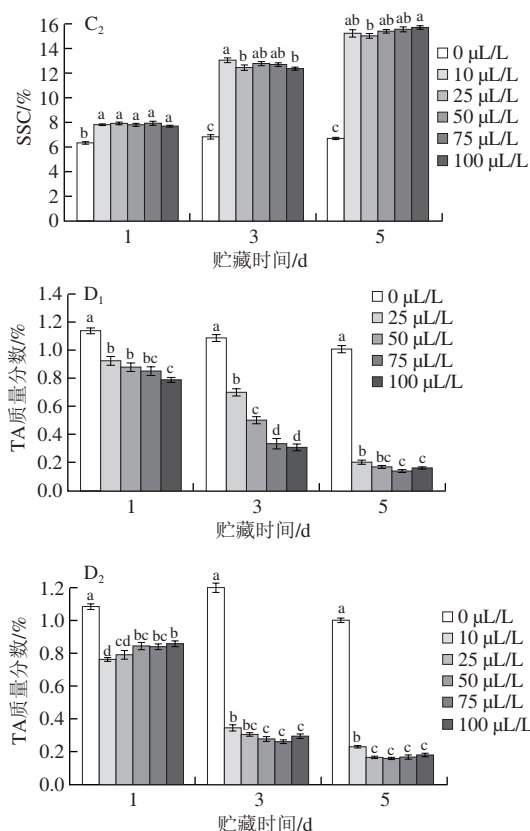 C₂
SSC/%
16
14
12
10
8
6
4
2
0
b a a a a a
c a b ab ab b
c ab b ab ab a
1 3 5
贮藏时间/d
0 μL/L
10 μL/L
25 μL/L
50 μL/L
75 μL/L
100 μL/L
D₁
TA质量分数/%
1.4
1.2
1.0
0.8
0.6
0.4
0.2
0.0
a b b bc c
a b c d d
a b bc c c
1 3 5
贮藏时间/d
0 μL/L
25 μL/L
50 μL/L
75 μL/L
100 μL/L
D₂
TA质量分数/%
1.2
1.0
0.8
0.6
0.4
0.2
0.0
a d cd bc bc b
a b bc c c c
a b c c c c
1 3 5
贮藏时间/d
0 μL/L
10 μL/L
25 μL/L
50 μL/L
75 μL/L
100 μL/L